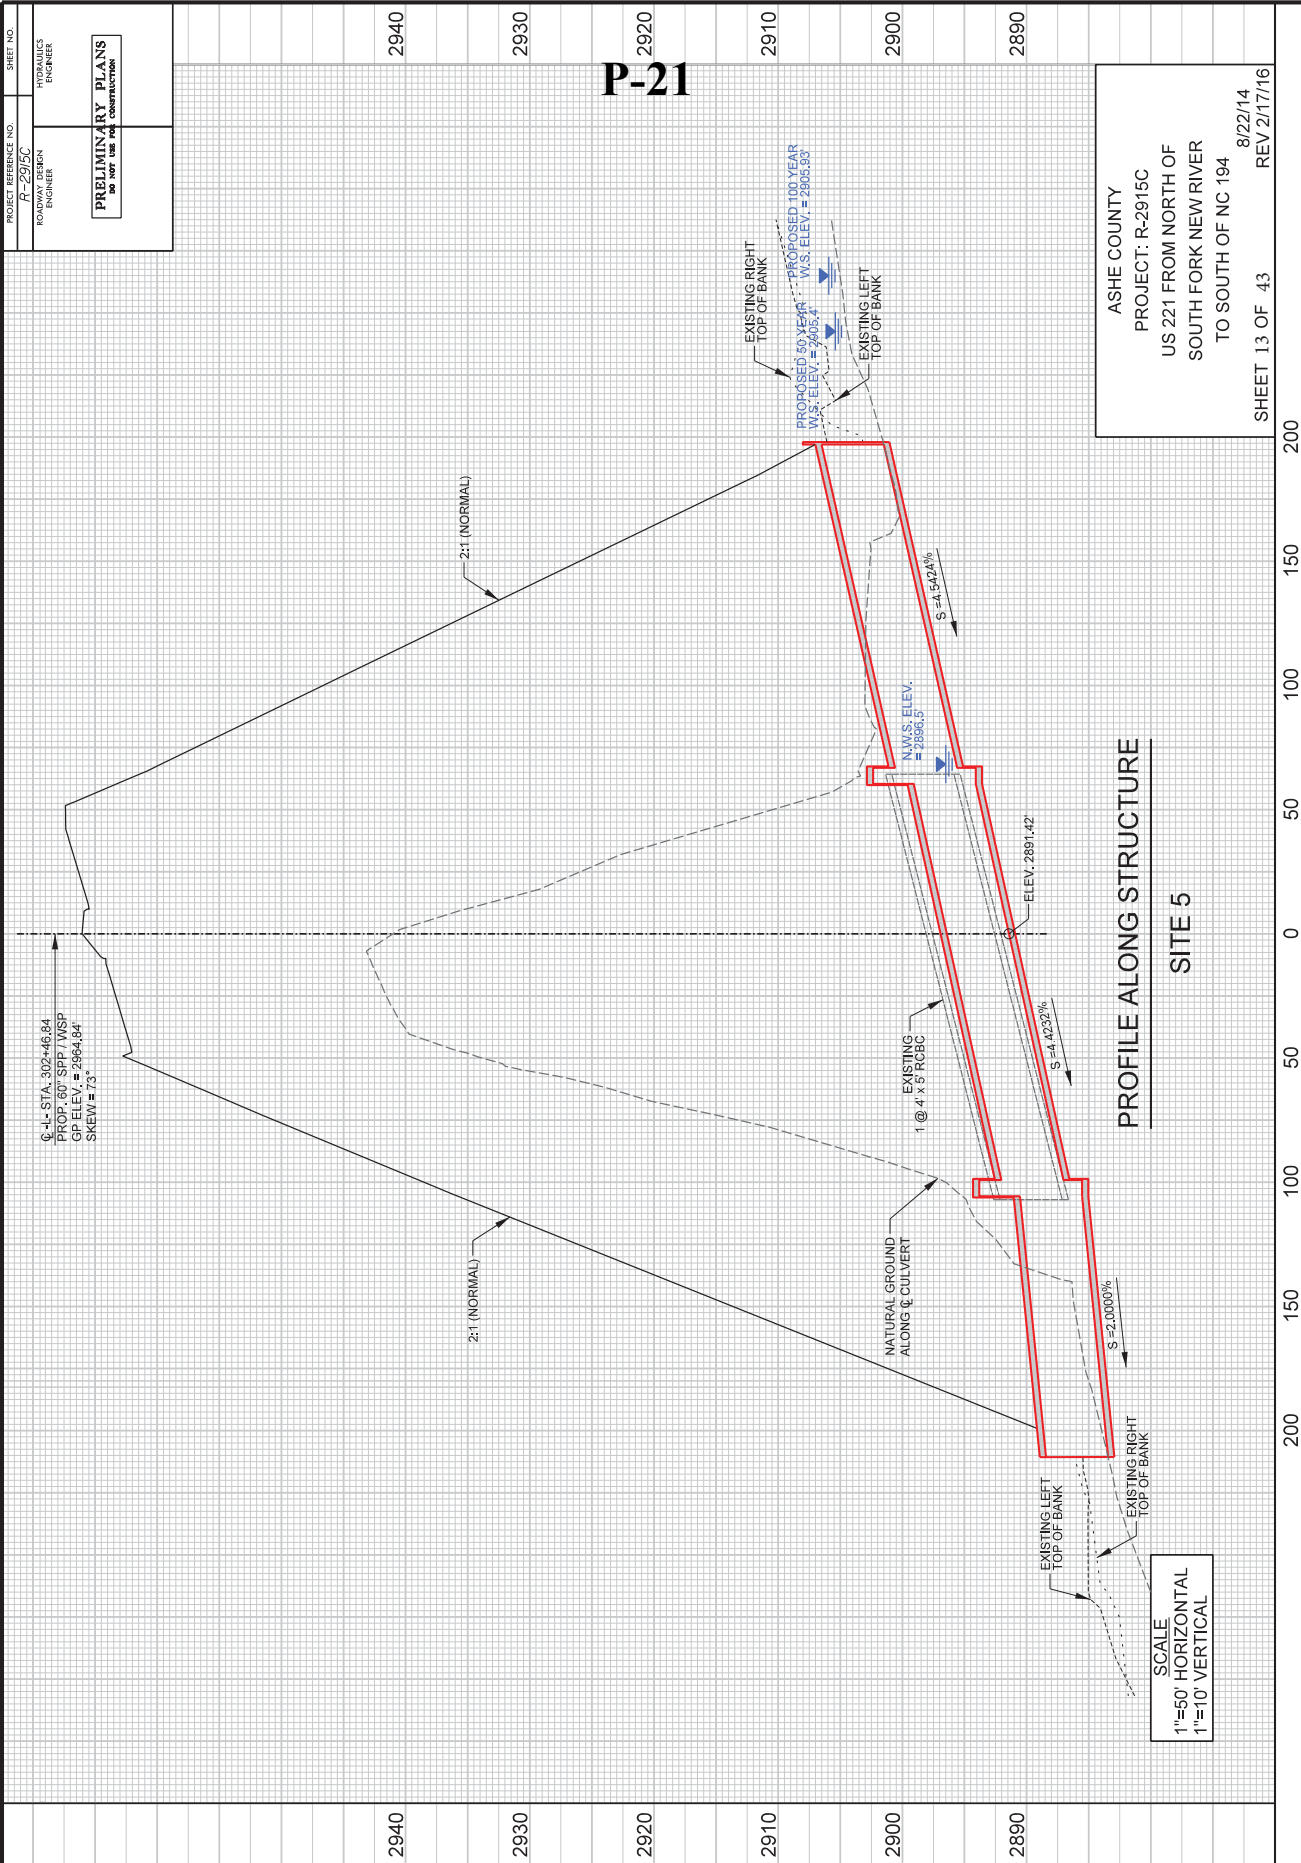 P-21
PROJECT REFERENCE NO.
SHEET NO.
R-2915C
ROADWAY DESIGN
ENGINEER
HYDRAULICS
ENGINEER
PRELIMINARY PLANS
DO NOT USE FOR CONSTRUCTION
℄ -L- STA. 302+46.84
PROP. 60" SPP / WSP
GP ELEV. = 2964.84'
SKEW = 73°
2:1 (NORMAL)
2:1 (NORMAL)
2940
2930
2920
2910
2900
2890
2940
2930
2920
2910
2900
2890
EXISTING RIGHT
TOP OF BANK
PROPOSED 100 YEAR
W.S. ELEV. = 2905.93'
PROPOSED 50 YEAR
W.S. ELEV. = 2905.4'
EXISTING LEFT
TOP OF BANK
N.W.S. ELEV.
= 2896.5'
NATURAL GROUND
ALONG ℄ CULVERT
EXISTING
1 @ 4' x 5' RCBC
S =4.5424%
ELEV. 2891.42'
S =4.4232%
S =2.0000%
EXISTING LEFT
TOP OF BANK
EXISTING RIGHT
TOP OF BANK
PROFILE ALONG STRUCTURE
SITE 5
SCALE
1"=50' HORIZONTAL
1"=10' VERTICAL
200
150
100
50
0
50
100
150
200
ASHE COUNTY
PROJECT: R-2915C
US 221 FROM NORTH OF
SOUTH FORK NEW RIVER
TO SOUTH OF NC 194
8/22/14
SHEET 13 OF 43
REV 2/17/16